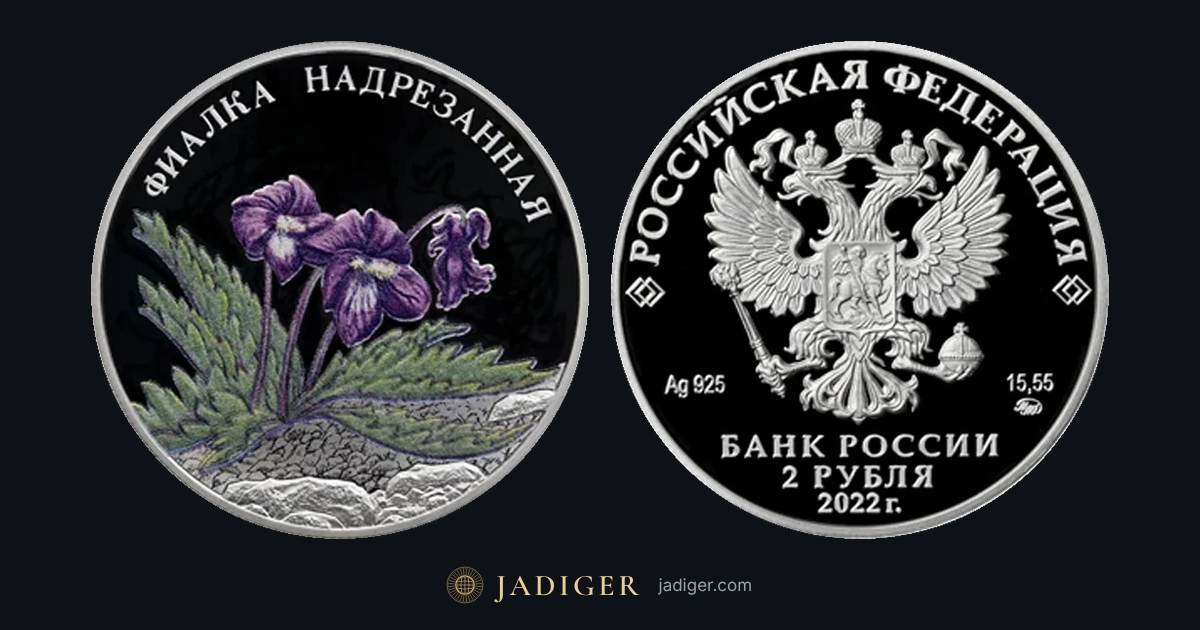 ФИАЛКА НАДРЕЗАННАЯ
РОССИЙСКАЯ ФЕДЕРАЦИЯ
Ag 925
15,55
БАНК РОССИИ
2 РУБЛЯ
2022 г.
JADIGER
jadiger.com